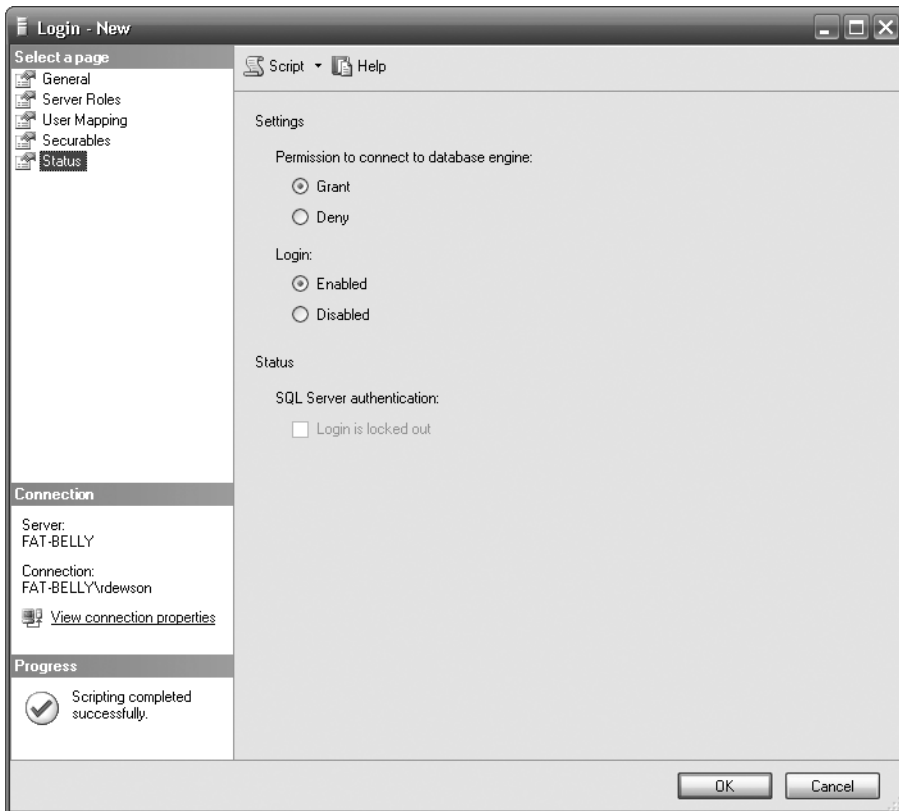 Login - New
Select a page
General
Server Roles
User Mapping
Securables
Status
Script
Help
Settings
Permission to connect to database engine:
Grant
Deny
Login:
Enabled
Disabled
Status
SQL Server authentication:
Login is locked out
Connection
Server:
FAT-BELLY
Connection:
FAT-BELLY\rdewson
View connection properties
Progress
Scripting completed
successfully.
OK
Cancel